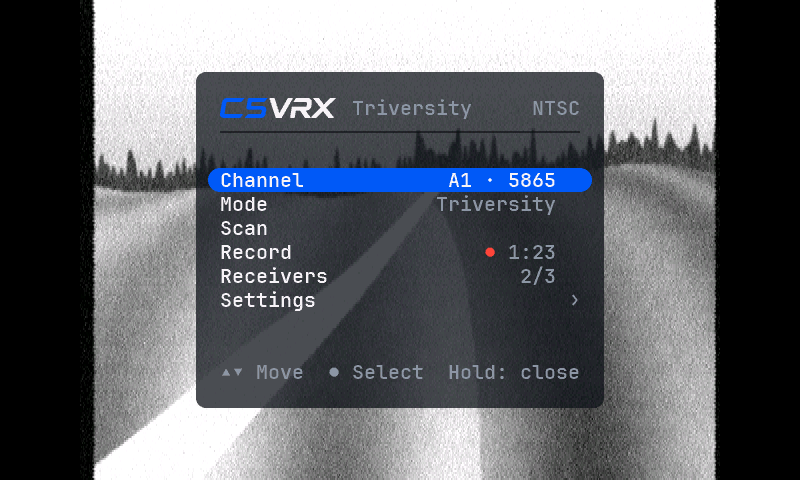 C5VRX Triversity NTSC
Channel A1 · 5865
Mode Triversity
Scan
Record ● 1:23
Receivers 2/3
Settings ›
▲▼ Move ● Select Hold: close